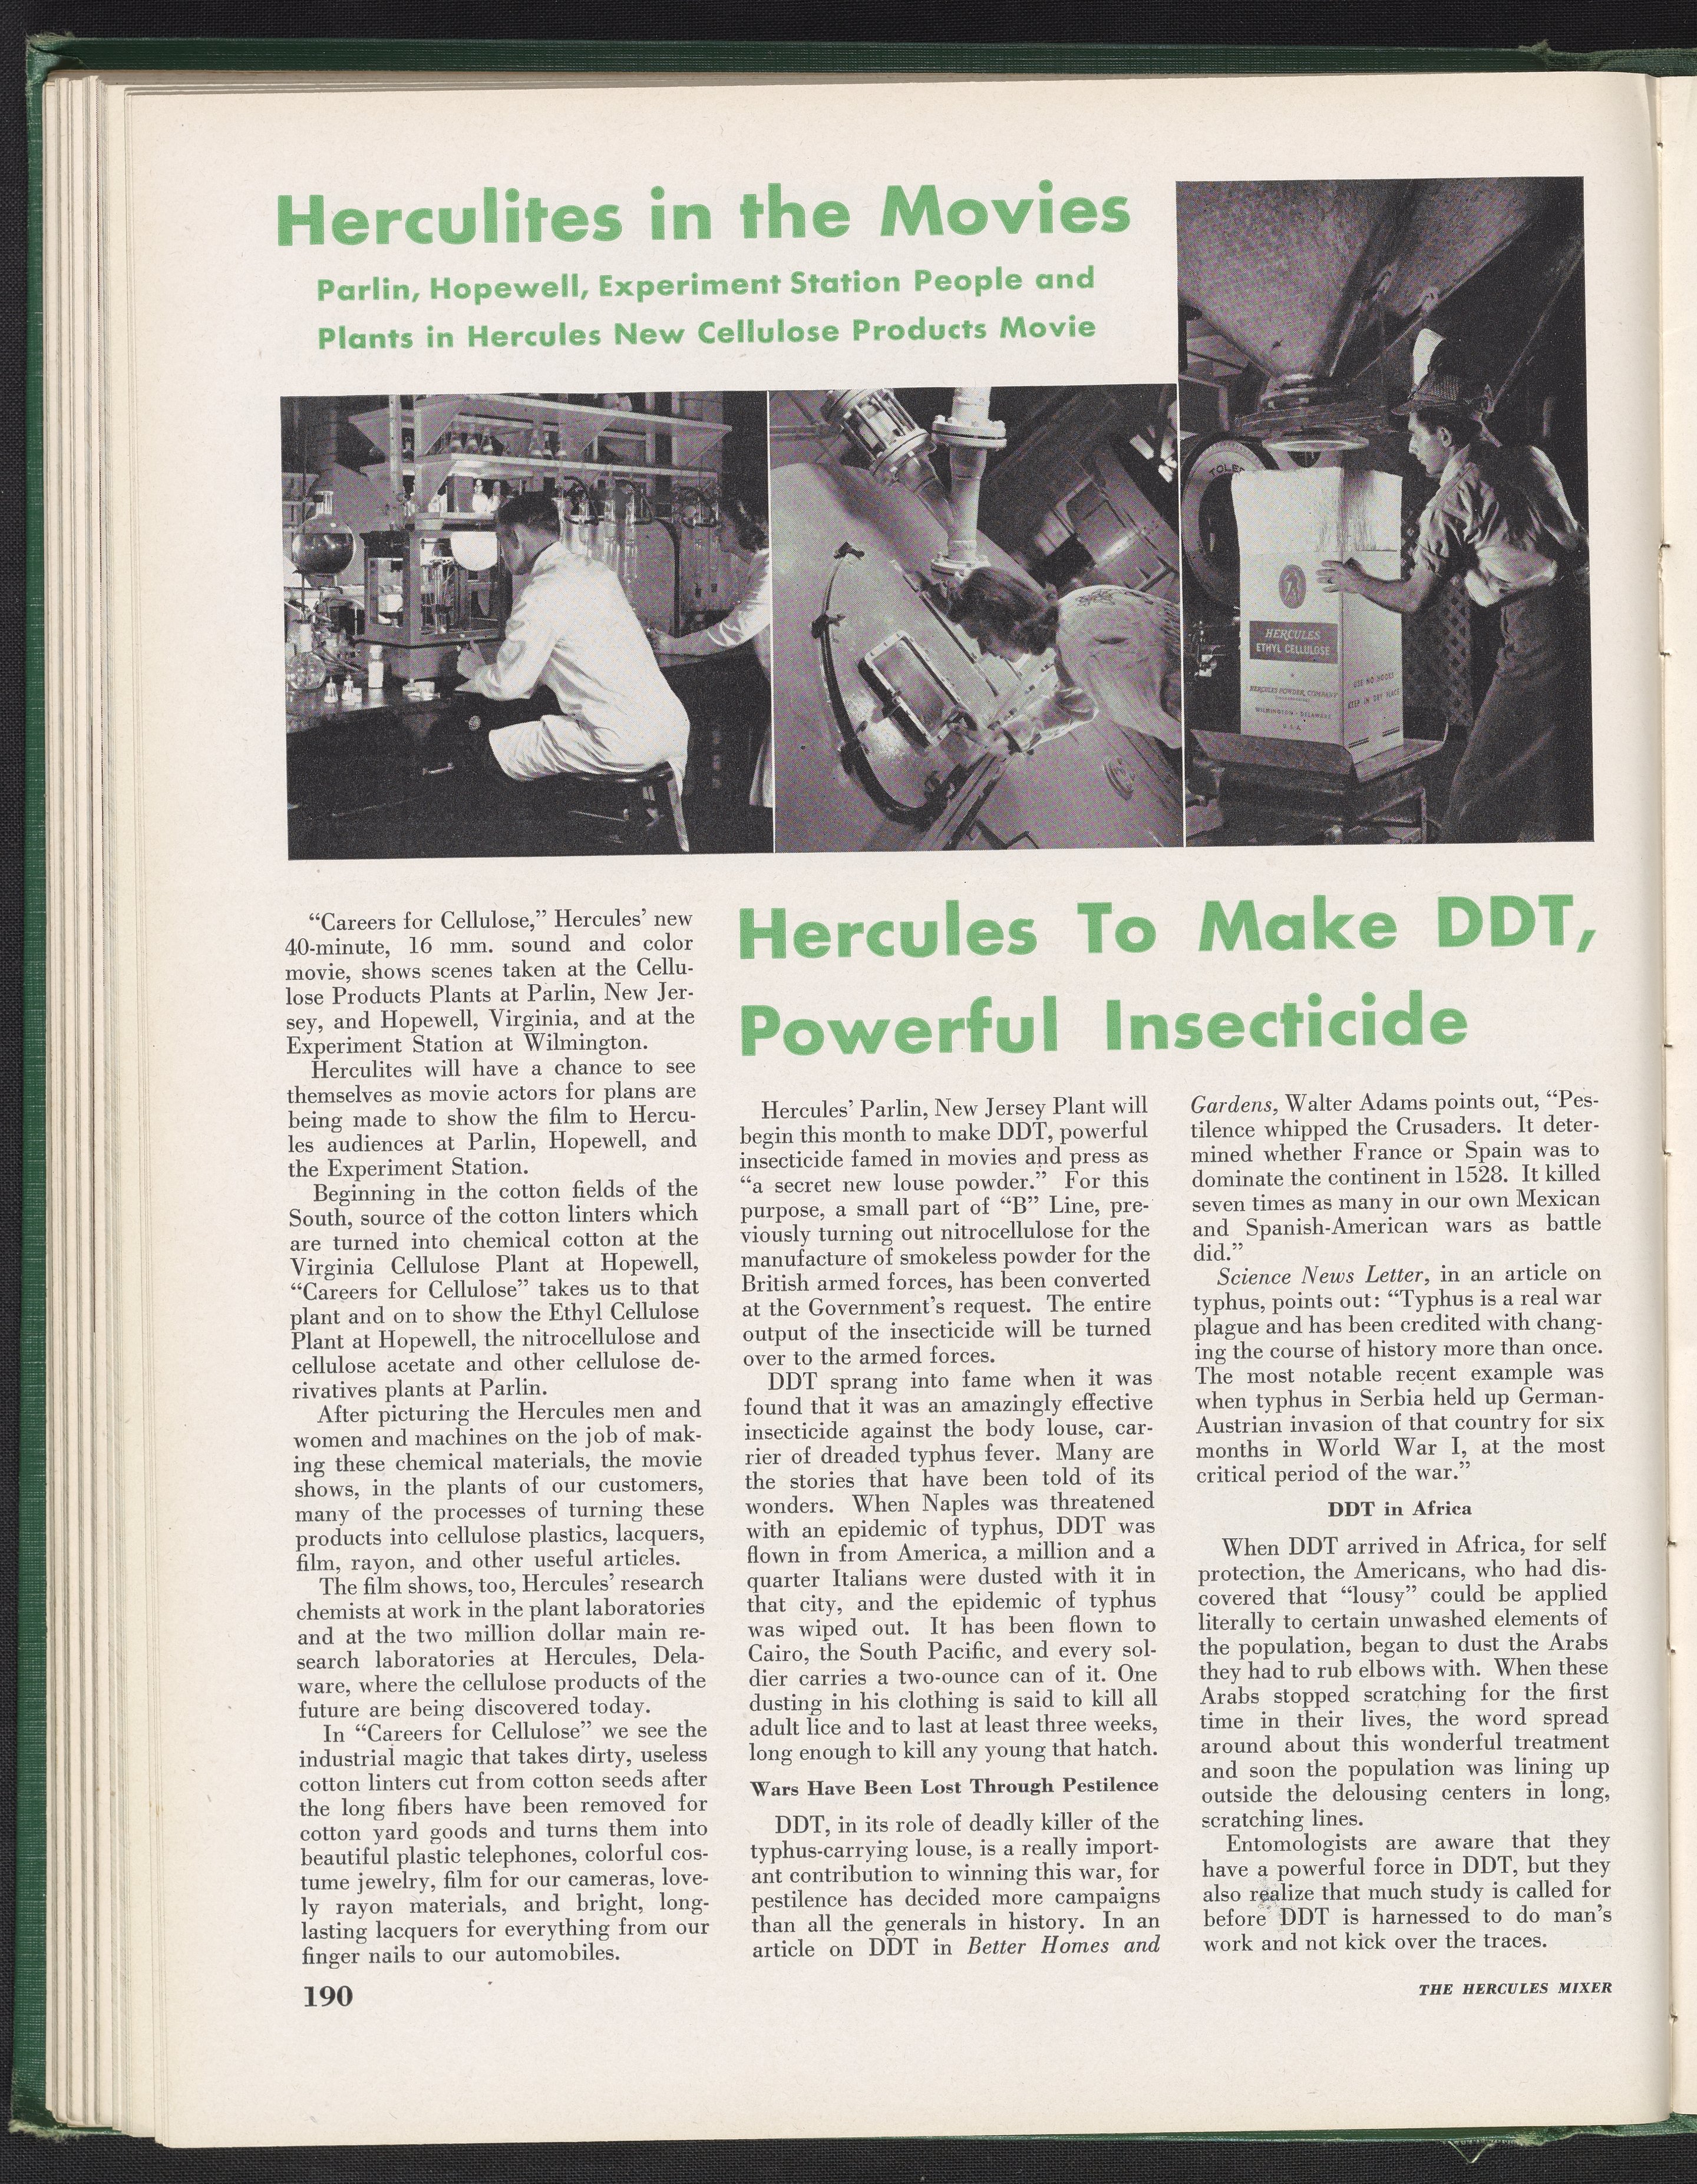 Herculites in the Movies
Parlin, Hopewell, Experiment Station People and
Plants in Hercules New Cellulose Products Movie
TOLED
HERCULES
ETHYL CELLULOSE
HERCULES POWDER COMPANY
WILMINGTON · DELAWARE
U.S.A.
USE NO HOOKS
KEEP IN DRY PLACE
“Careers for Cellulose,” Hercules’ new
40-minute, 16 mm. sound and color
movie, shows scenes taken at the Cellu-
lose Products Plants at Parlin, New Jer-
sey, and Hopewell, Virginia, and at the
Experiment Station at Wilmington.
Herculites will have a chance to see
themselves as movie actors for plans are
being made to show the film to Hercu-
les audiences at Parlin, Hopewell, and
the Experiment Station.
Beginning in the cotton fields of the
South, source of the cotton linters which
are turned into chemical cotton at the
Virginia Cellulose Plant at Hopewell,
“Careers for Cellulose” takes us to that
plant and on to show the Ethyl Cellulose
Plant at Hopewell, the nitrocellulose and
cellulose acetate and other cellulose de-
rivatives plants at Parlin.
After picturing the Hercules men and
women and machines on the job of mak-
ing these chemical materials, the movie
shows, in the plants of our customers,
many of the processes of turning these
products into cellulose plastics, lacquers,
film, rayon, and other useful articles.
The film shows, too, Hercules’ research
chemists at work in the plant laboratories
and at the two million dollar main re-
search laboratories at Hercules, Dela-
ware, where the cellulose products of the
future are being discovered today.
In “Careers for Cellulose” we see the
industrial magic that takes dirty, useless
cotton linters cut from cotton seeds after
the long fibers have been removed for
cotton yard goods and turns them into
beautiful plastic telephones, colorful cos-
tume jewelry, film for our cameras, love-
ly rayon materials, and bright, long-
lasting lacquers for everything from our
finger nails to our automobiles.
Hercules To Make DDT,
Powerful Insecticide
Hercules’ Parlin, New Jersey Plant will
begin this month to make DDT, powerful
insecticide famed in movies and press as
“a secret new louse powder.” For this
purpose, a small part of “B” Line, pre-
viously turning out nitrocellulose for the
manufacture of smokeless powder for the
British armed forces, has been converted
at the Government’s request. The entire
output of the insecticide will be turned
over to the armed forces.
DDT sprang into fame when it was
found that it was an amazingly effective
insecticide against the body louse, car-
rier of dreaded typhus fever. Many are
the stories that have been told of its
wonders. When Naples was threatened
with an epidemic of typhus, DDT was
flown in from America, a million and a
quarter Italians were dusted with it in
that city, and the epidemic of typhus
was wiped out. It has been flown to
Cairo, the South Pacific, and every sol-
dier carries a two-ounce can of it. One
dusting in his clothing is said to kill all
adult lice and to last at least three weeks,
long enough to kill any young that hatch.
Wars Have Been Lost Through Pestilence
DDT, in its role of deadly killer of the
typhus-carrying louse, is a really import-
ant contribution to winning this war, for
pestilence has decided more campaigns
than all the generals in history. In an
article on DDT in Better Homes and
Gardens, Walter Adams points out, “Pes-
tilence whipped the Crusaders. It deter-
mined whether France or Spain was to
dominate the continent in 1528. It killed
seven times as many in our own Mexican
and Spanish-American wars as battle
did.”
Science News Letter, in an article on
typhus, points out: “Typhus is a real war
plague and has been credited with chang-
ing the course of history more than once.
The most notable recent example was
when typhus in Serbia held up German-
Austrian invasion of that country for six
months in World War I, at the most
critical period of the war.”
DDT in Africa
When DDT arrived in Africa, for self
protection, the Americans, who had dis-
covered that “lousy” could be applied
literally to certain unwashed elements of
the population, began to dust the Arabs
they had to rub elbows with. When these
Arabs stopped scratching for the first
time in their lives, the word spread
around about this wonderful treatment
and soon the population was lining up
outside the delousing centers in long,
scratching lines.
Entomologists are aware that they
have a powerful force in DDT, but they
also realize that much study is called for
before DDT is harnessed to do man’s
work and not kick over the traces.
190
THE HERCULES MIXER